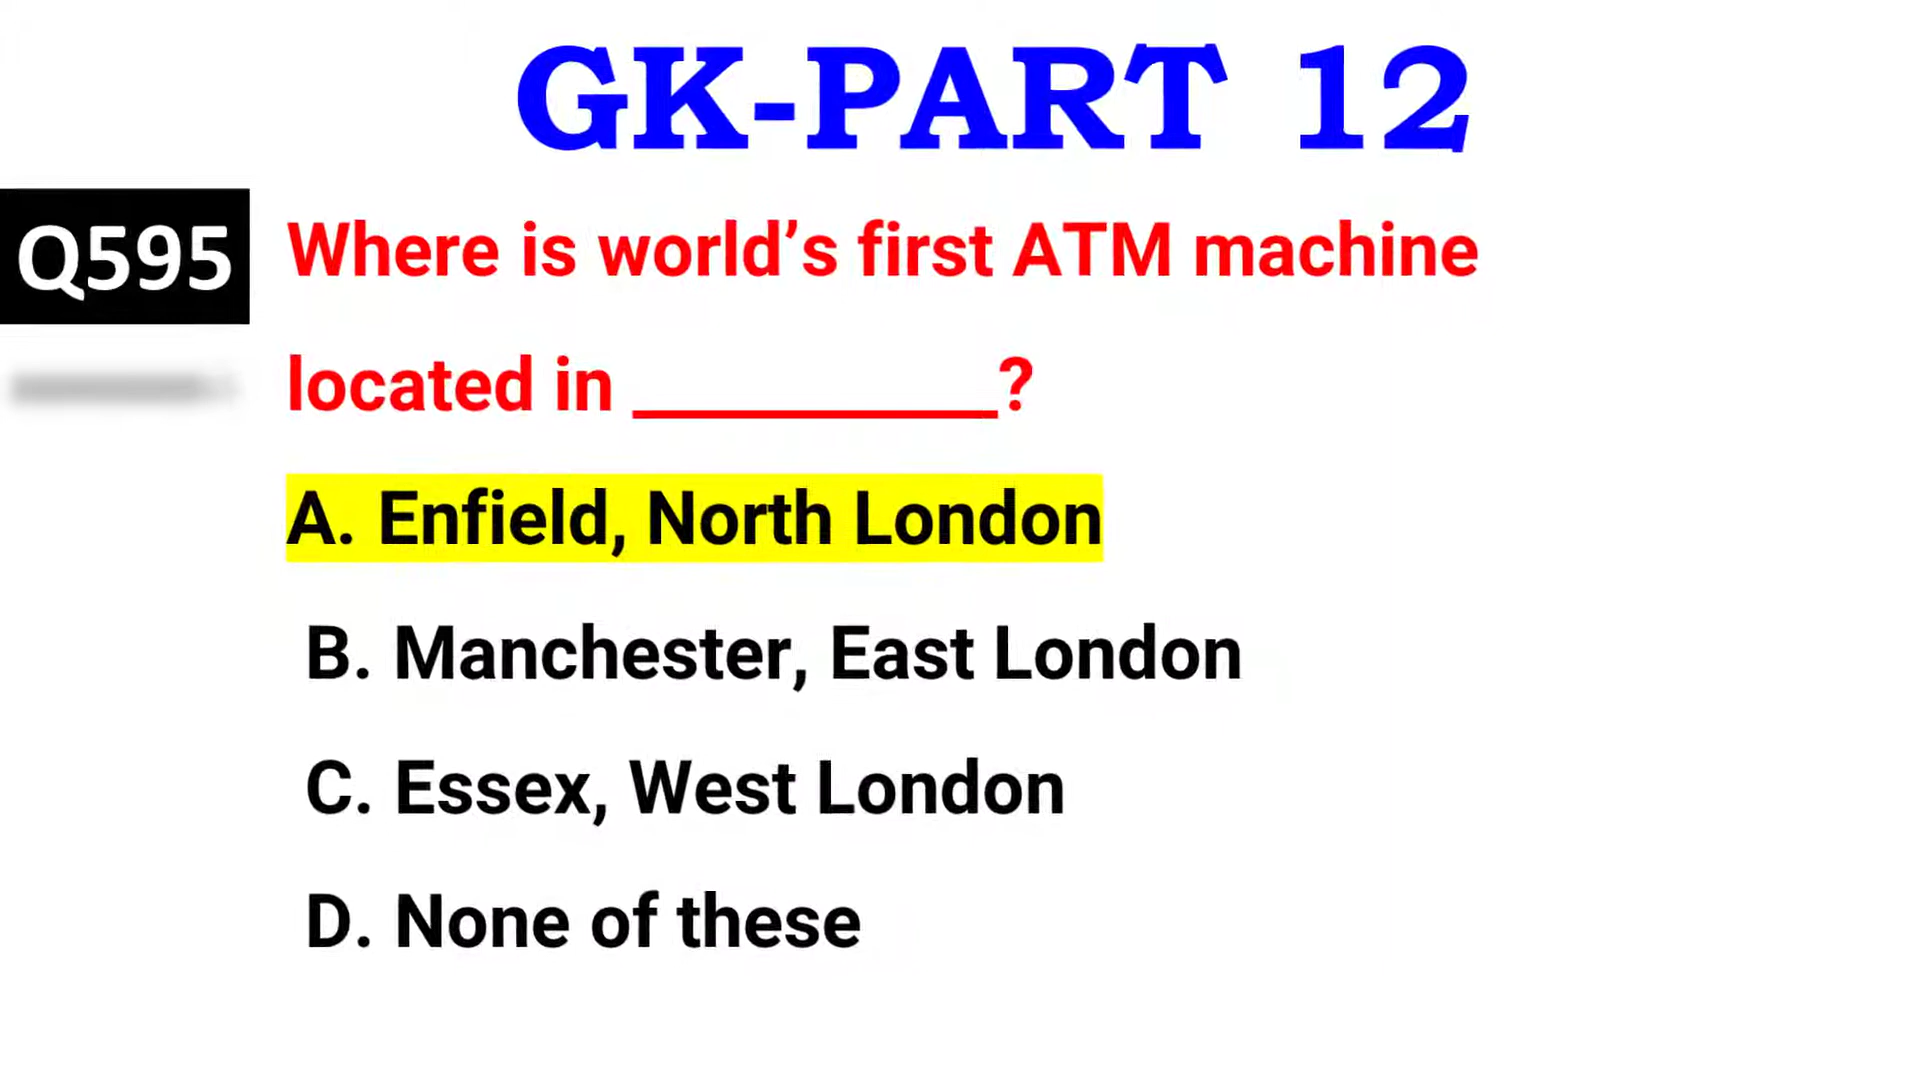 GK-PART 12
Q595
Where is world’s first ATM machine
located in __________?
A. Enfield, North London
B. Manchester, East London
C. Essex, West London
D. None of these